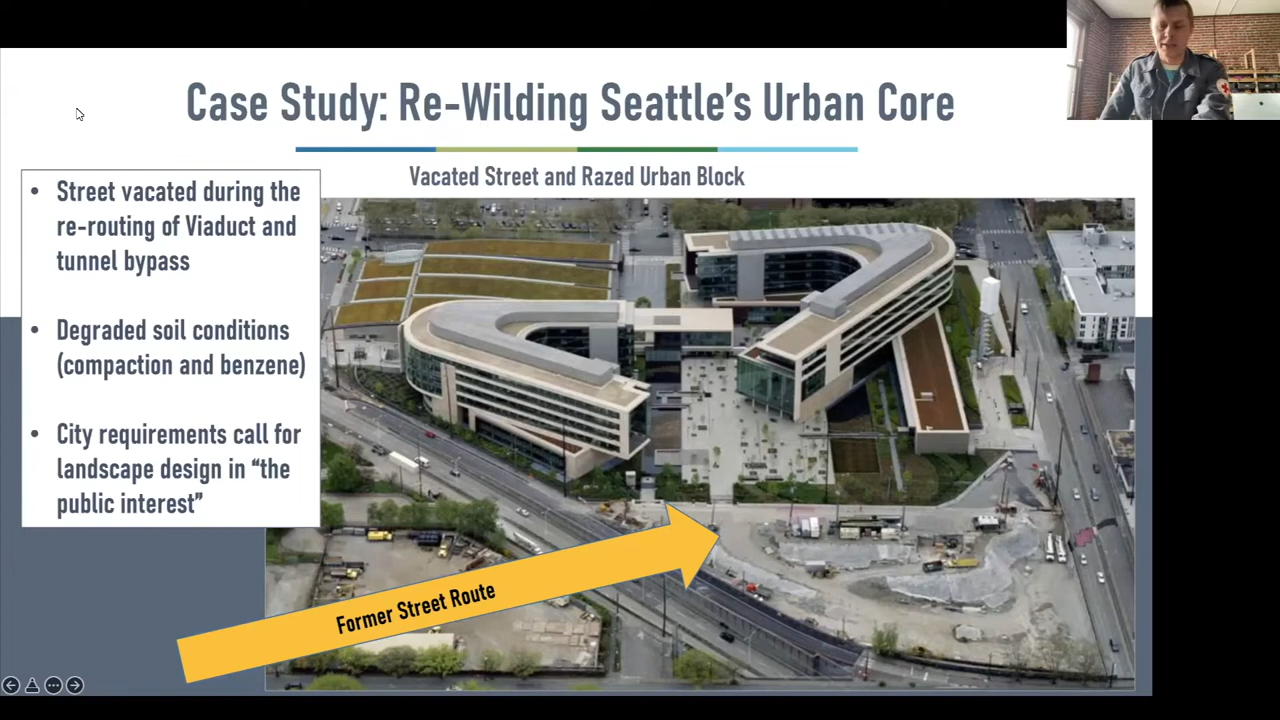 Case Study: Re-Wilding Seattle's Urban Core
Vacated Street and Razed Urban Block
• Street vacated during the
re-routing of Viaduct and
tunnel bypass
• Degraded soil conditions
(compaction and benzene)
• City requirements call for
landscape design in “the
public interest”
Former Street Route